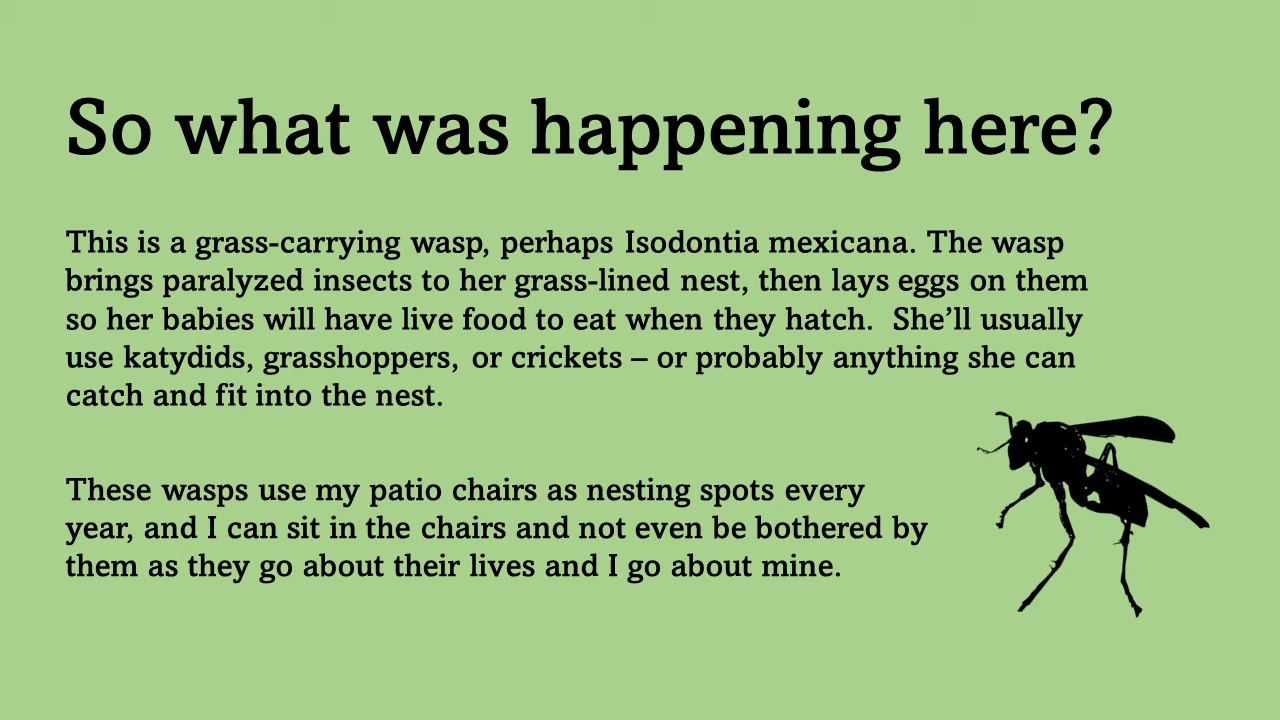 So what was happening here?
This is a grass-carrying wasp, perhaps Isodontia mexicana. The wasp
brings paralyzed insects to her grass-lined nest, then lays eggs on them
so her babies will have live food to eat when they hatch.  She’ll usually
use katydids, grasshoppers, or crickets – or probably anything she can
catch and fit into the nest.
These wasps use my patio chairs as nesting spots every
year, and I can sit in the chairs and not even be bothered by
them as they go about their lives and I go about mine.